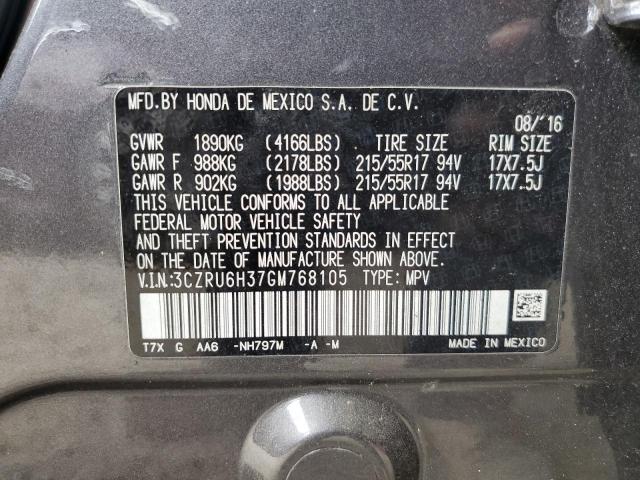 MFD.BY HONDA DE MEXICO S.A. DE C.V.
08/'16
GVWR 1890KG (4166LBS) TIRE SIZE RIM SIZE
GAWR F 988KG (2178LBS) 215/55R17 94V 17X7.5J
GAWR R 902KG (1988LBS) 215/55R17 94V 17X7.5J
THIS VEHICLE CONFORMS TO ALL APPLICABLE
FEDERAL MOTOR VEHICLE SAFETY
AND THEFT PREVENTION STANDARDS IN EFFECT
ON THE DATE OF MANUFACTURE SHOWN ABOVE.
V.I.N.:3CZRU6H37GM768105 TYPE: MPV
T7X G AA6 -NH797M -A -M MADE IN MEXICO